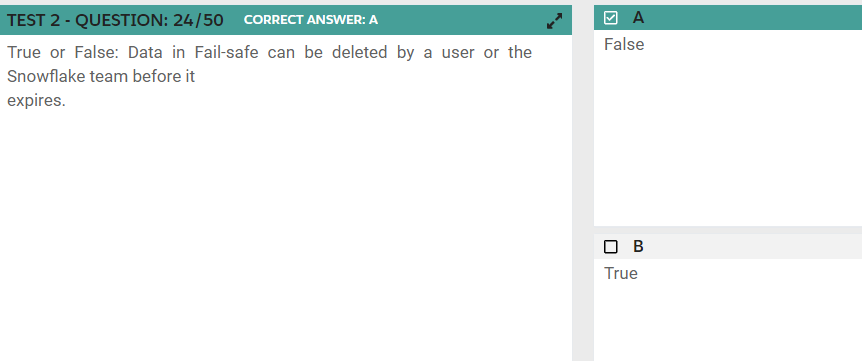 TEST 2 - QUESTION: 24/50 CORRECT ANSWER: A
True or False: Data in Fail-safe can be deleted by a user or the
Snowflake team before it
expires.
A
False
B
True